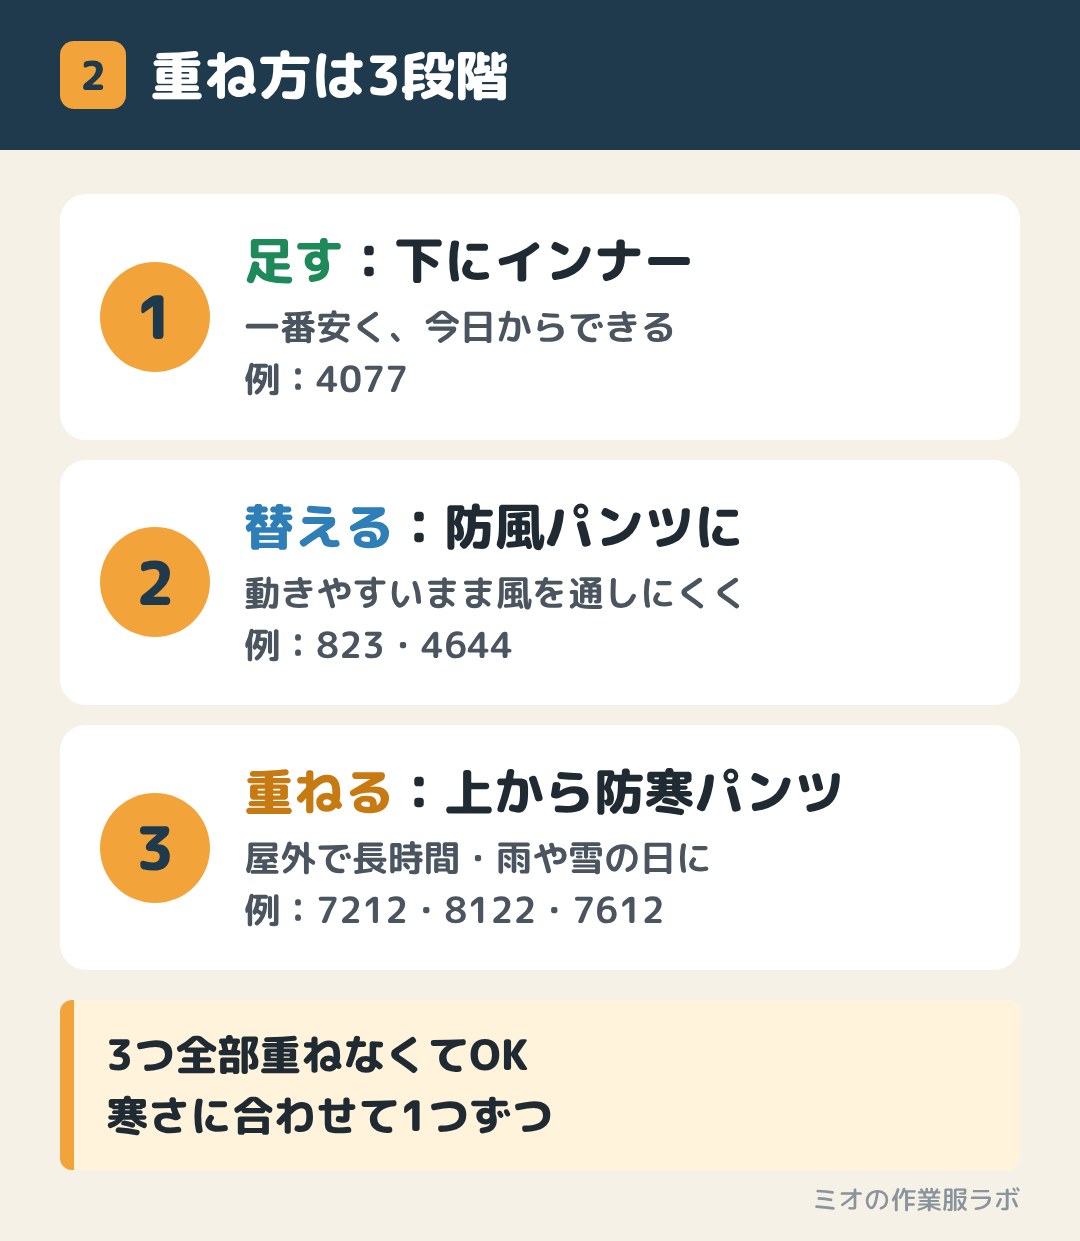 2 重ね方は3段階
1
足す：下にインナー
一番安く、今日からできる
例：4077
2
替える：防風パンツに
動きやすいまま風を通しにくく
例：823・4644
3
重ねる：上から防寒パンツ
屋外で長時間・雨や雪の日に
例：7212・8122・7612
3つ全部重ねなくてOK
寒さに合わせて1つずつ
ミオの作業服ラボ